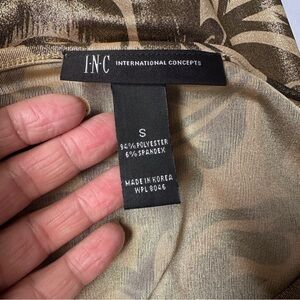 I·N·C INTERNATIONAL CONCEPTS
S
94% POLYESTER
6% SPANDEX
MADE IN KOREA
WPL 8046